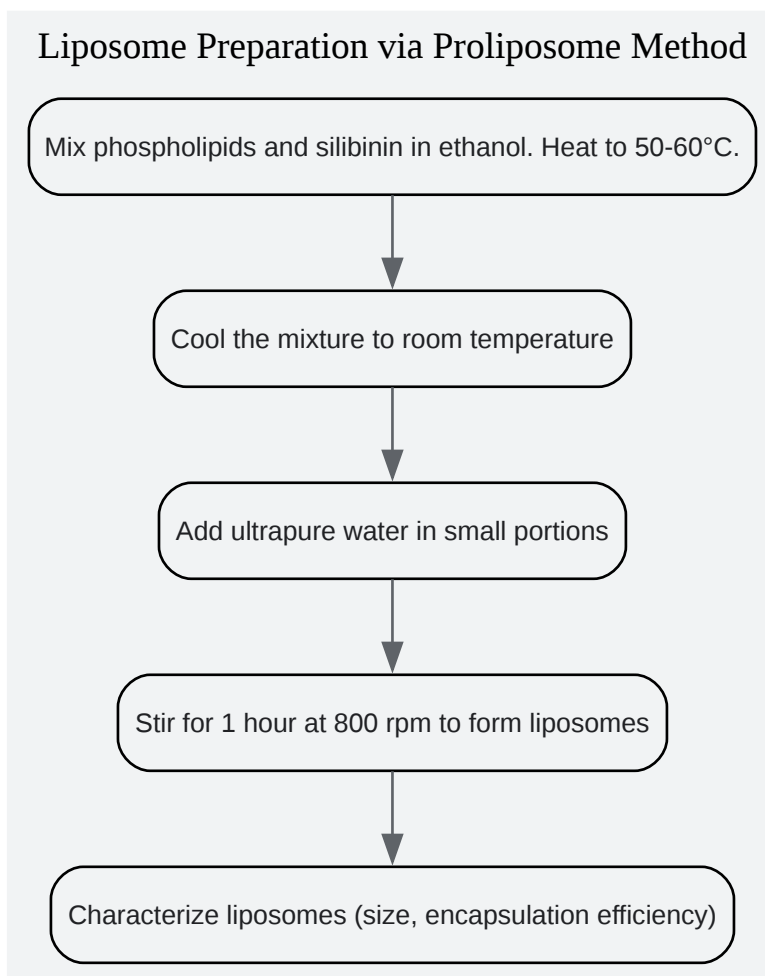 Liposome Preparation via Proliposome Method
Mix phospholipids and silibinin in ethanol. Heat to 50-60°C.
Cool the mixture to room temperature
Add ultrapure water in small portions
Stir for 1 hour at 800 rpm to form liposomes
Characterize liposomes (size, encapsulation efficiency)